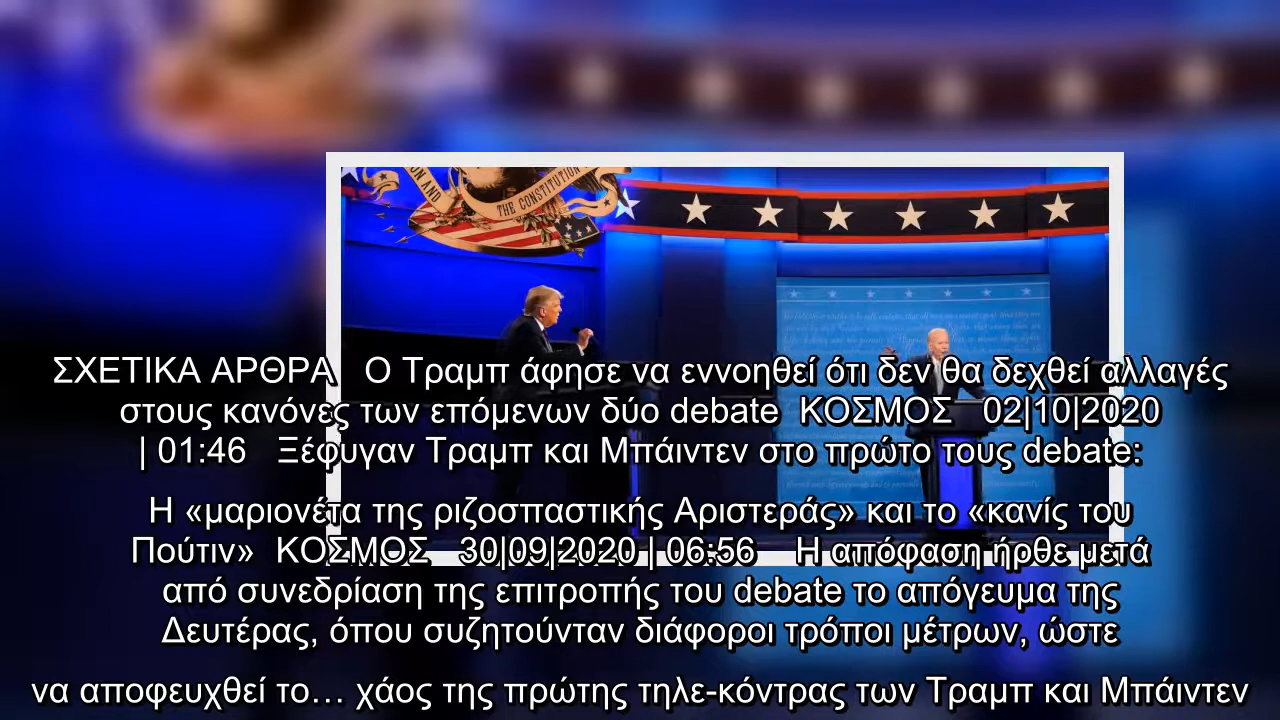 ON AND
THE CONSTITUTION
ΣΧΕΤΙΚΑ ΑΡΘΡΑ Ο Τραμπ άφησε να εννοηθεί ότι δεν θα δεχθεί αλλαγές
στους κανόνες των επόμενων δύο debate ΚΟΣΜΟΣ 02|10|2020
| 01:46 Ξέφυγαν Τραμπ και Μπάιντεν στο πρώτο τους debate:
Η «μαριονέτα της ριζοσπαστικής Αριστεράς» και το «κανίς του
Πούτιν» ΚΟΣΜΟΣ 30|09|2020 | 06:56 Η απόφαση ήρθε μετά
από συνεδρίαση της επιτροπής του debate το απόγευμα της
Δευτέρας, όπου συζητούνταν διάφοροι τρόποι μέτρων, ώστε
να αποφευχθεί το… χάος της πρώτης τηλε-κόντρας των Τραμπ και Μπάιντεν